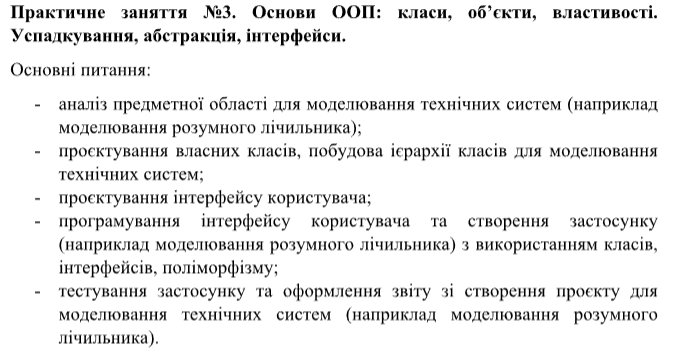 Практичне заняття №3. Основи ООП: класи, об’єкти, властивості.
Успадкування, абстракція, інтерфейси.
Основні питання:
- аналіз предметної області для моделювання технічних систем (наприклад
моделювання розумного лічильника);
- проєктування власних класів, побудова ієрархії класів для моделювання
технічних систем;
- проєктування інтерфейсу користувача;
- програмування інтерфейсу користувача та створення застосунку
(наприклад моделювання розумного лічильника) з використанням класів,
інтерфейсів, поліморфізму;
- тестування застосунку та оформлення звіту зі створення проєкту для
моделювання технічних систем (наприклад моделювання розумного
лічильника).